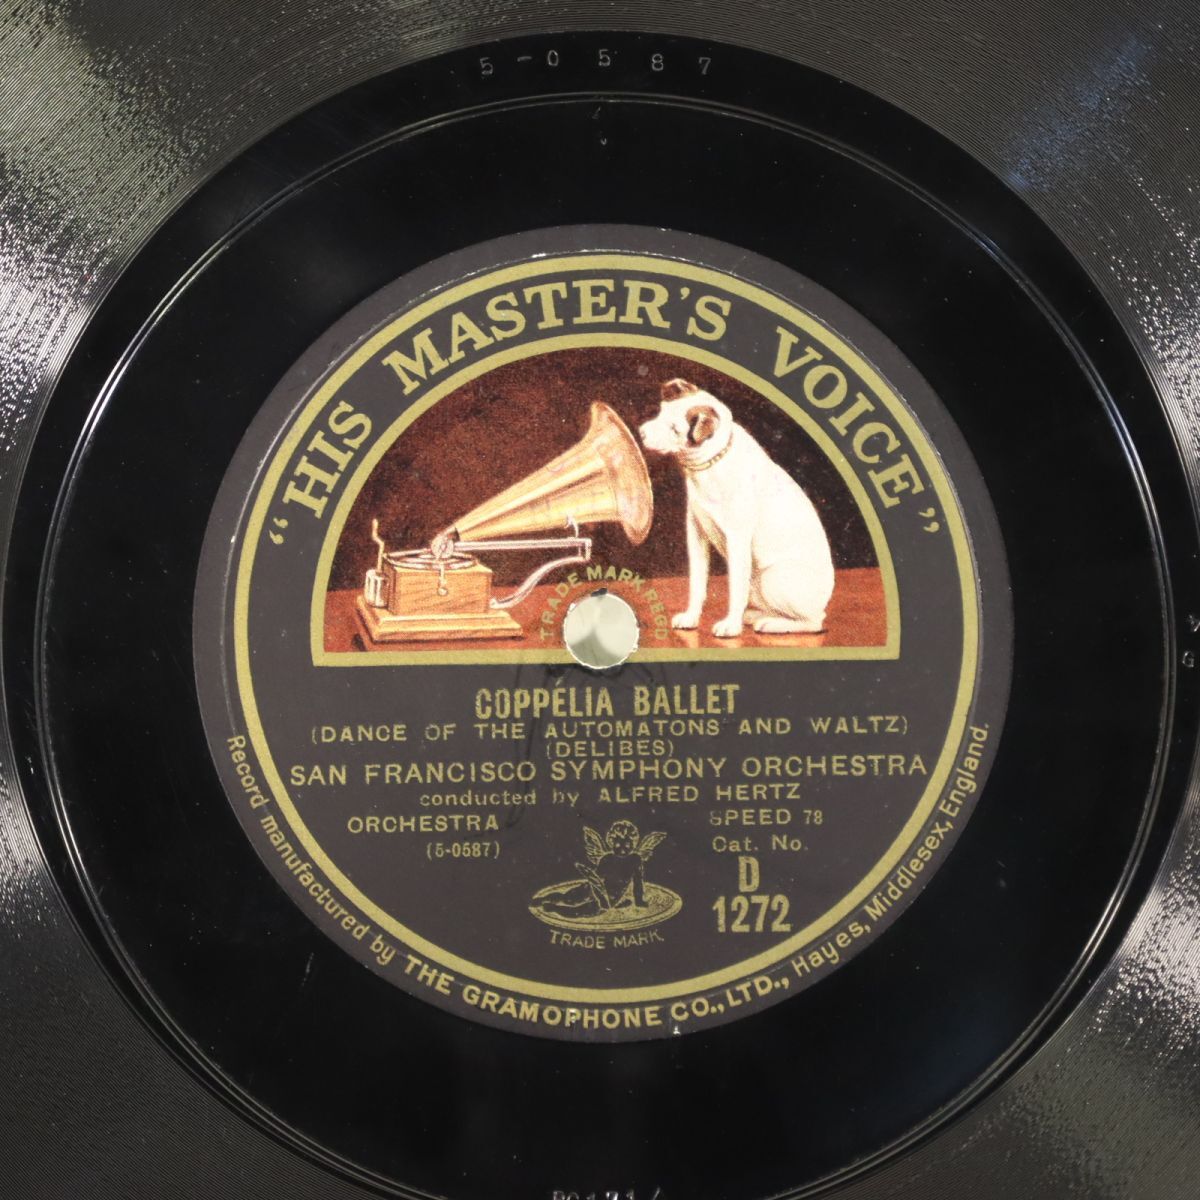 5-0587
“HIS MASTER'S VOICE”
TRADE MARK REGD
COPPÉLIA BALLET
(DANCE OF THE AUTOMATONS AND WALTZ)
(DELIBES)
SAN FRANCISCO SYMPHONY ORCHESTRA
conducted by ALFRED HERTZ
ORCHESTRA
SPEED 78
(5-0587)
Cat. No.
D
1272
TRADE MARK.
Record manufactured by THE GRAMOPHONE CO., LTD., Hayes, Middlesex, England.